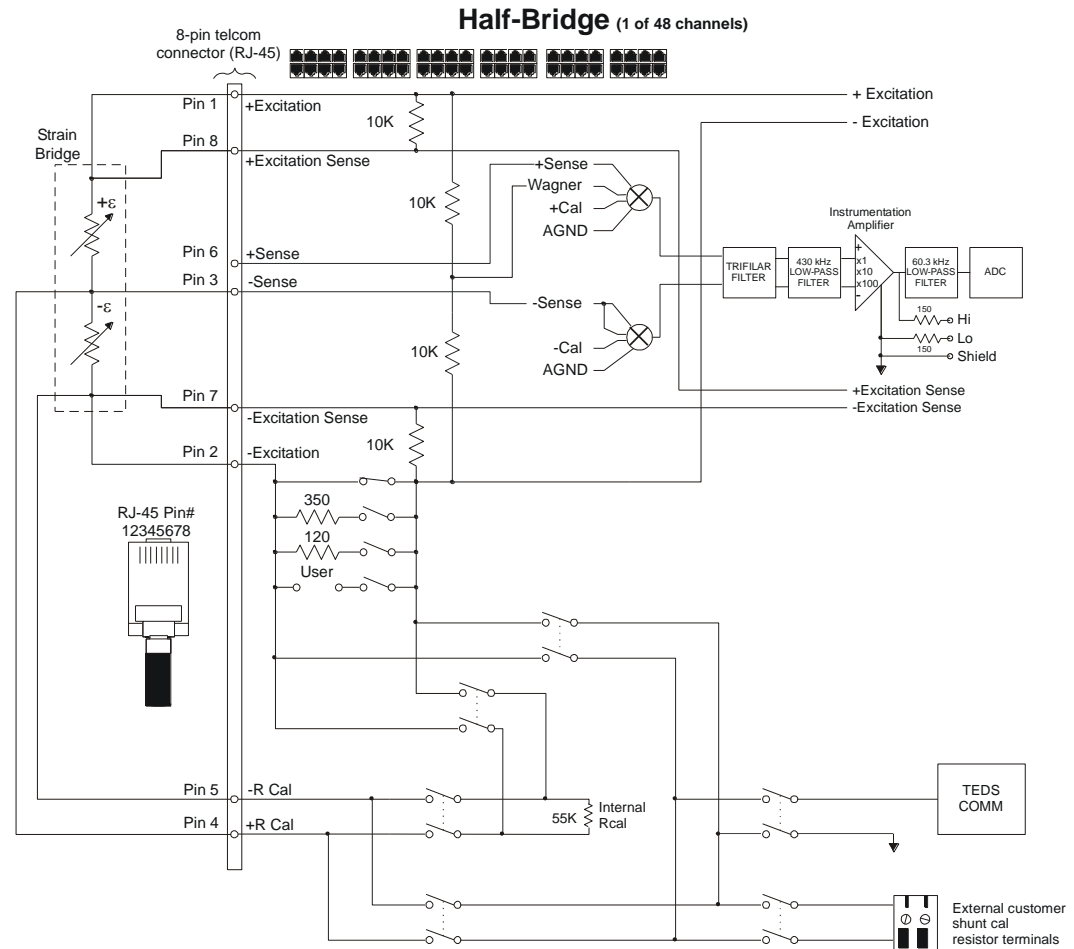 Half-Bridge (1 of 48 channels)
8-pin telcom
connector (RJ-45)
Pin 1
+Excitation
+ Excitation
10K
- Excitation
Strain
Bridge
Pin 8
+Excitation Sense
+Sense
Wagner
+Cal
AGND
+ε
10K
Instrumentation
Amplifier
Pin 6
+Sense
Pin 3
-Sense
TRIFILAR
FILTER
430 kHz
LOW-PASS
FILTER
+
x1
x10
x100
-
60.3 kHz
LOW-PASS
FILTER
ADC
-ε
-Sense
-Cal
AGND
10K
150
Hi
Lo
150
Shield
Pin 7
-Excitation Sense
+Excitation Sense
-Excitation Sense
10K
Pin 2
-Excitation
RJ-45 Pin#
12345678
350
120
User
Pin 5
-R Cal
Pin 4
+R Cal
55K
Internal
Rcal
TEDS
COMM
External customer
shunt cal
resistor terminals